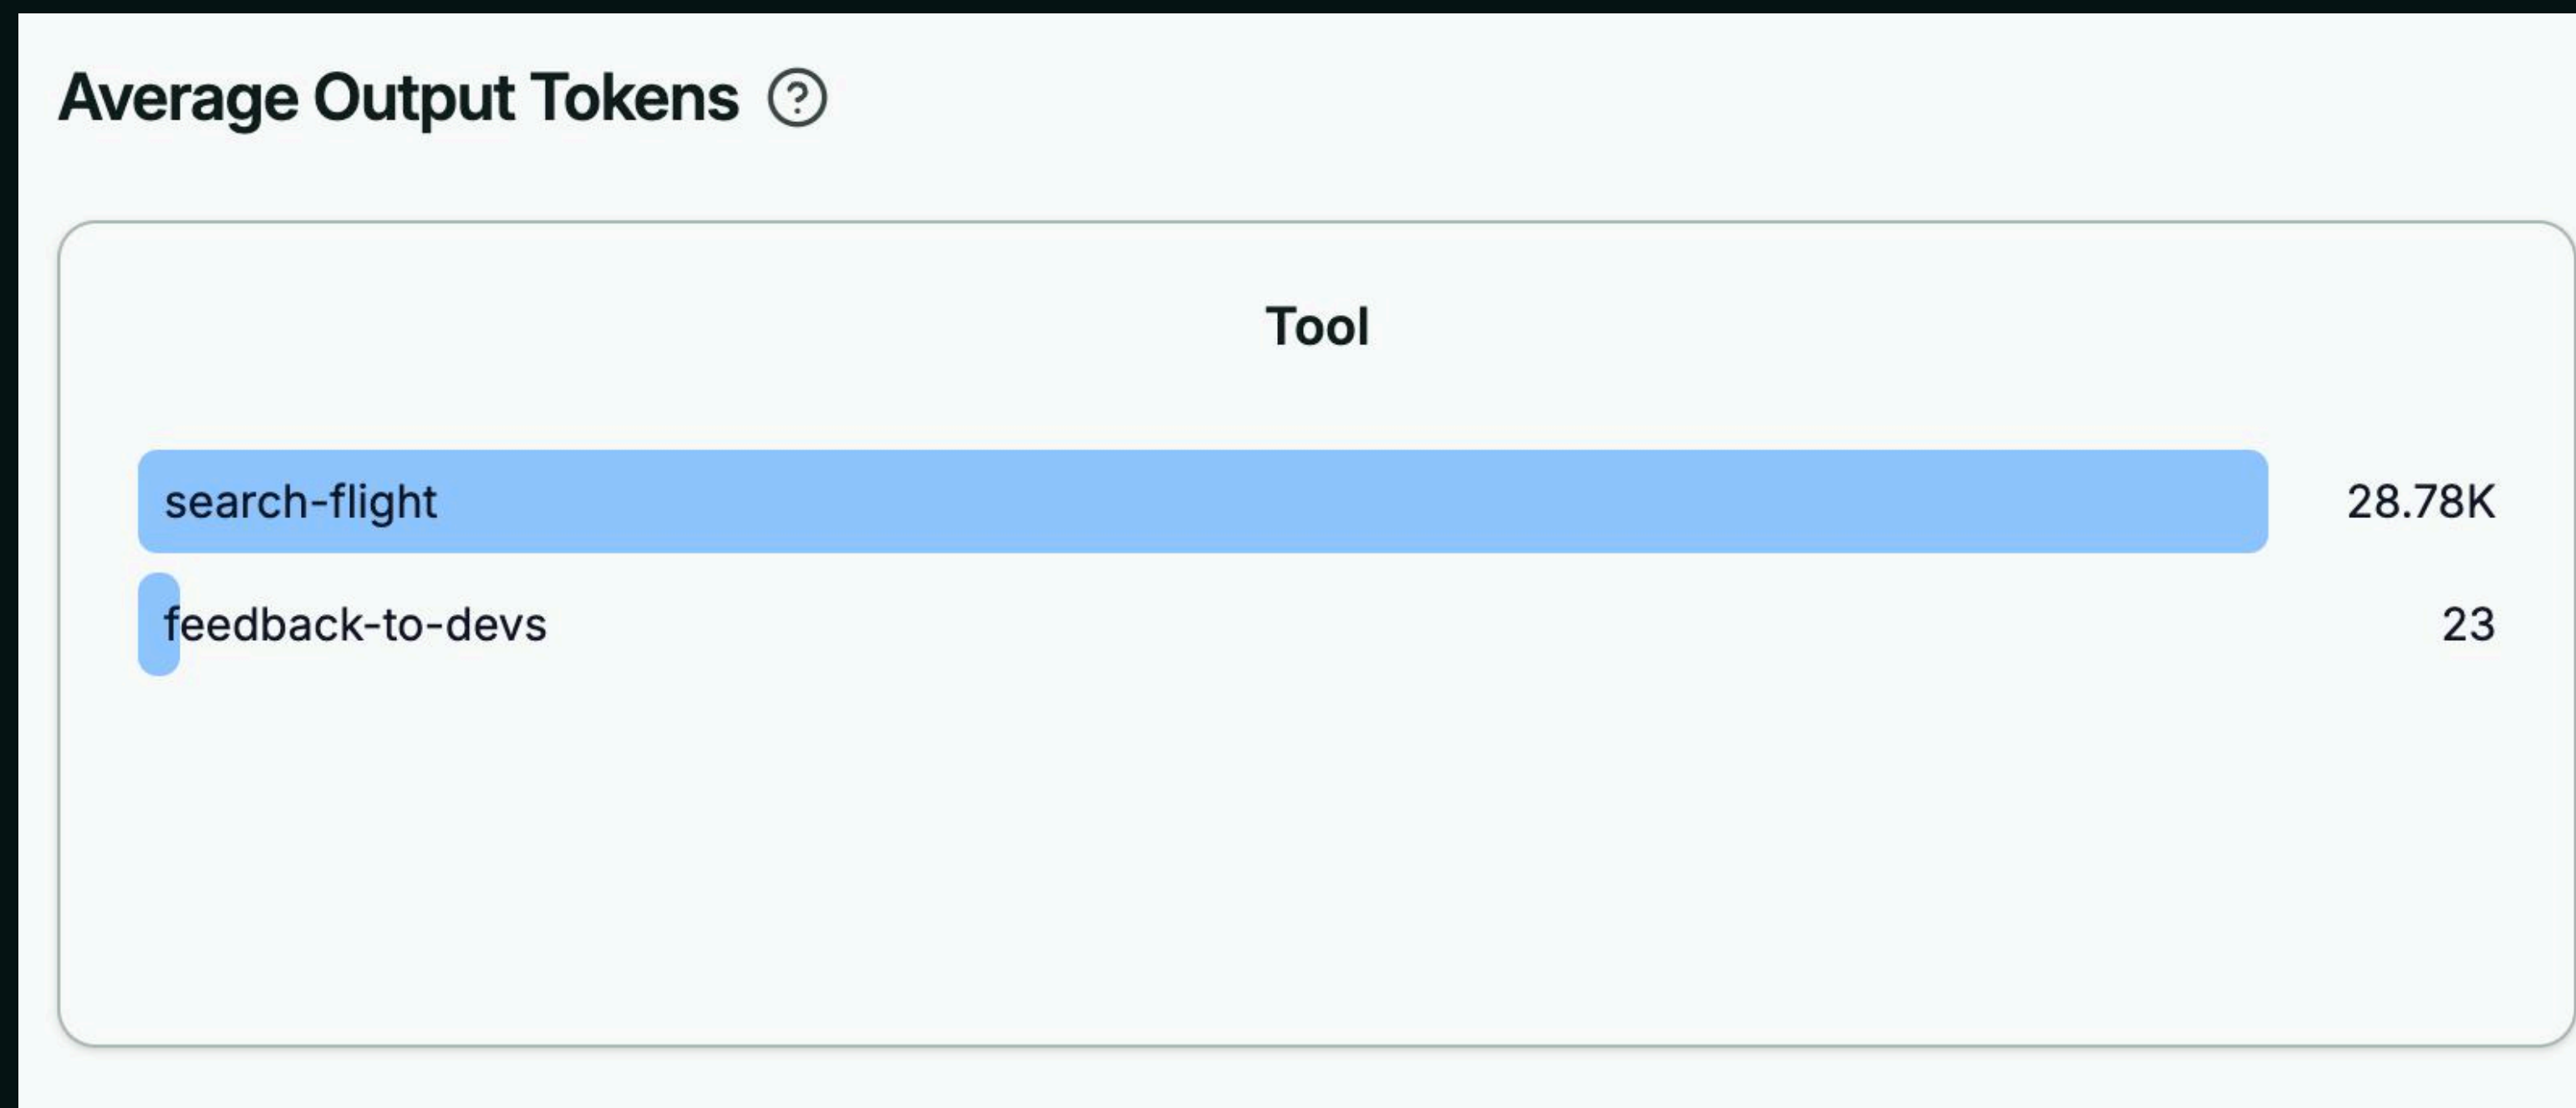 Average Output Tokens ?
Tool
search-flight 28.78K
feedback-to-devs 23